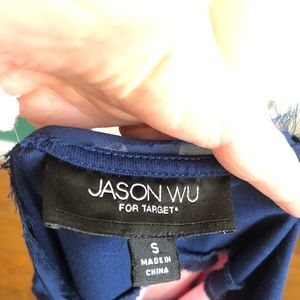 JASON WU
FOR TARGET®
S
MADE IN
CHINA